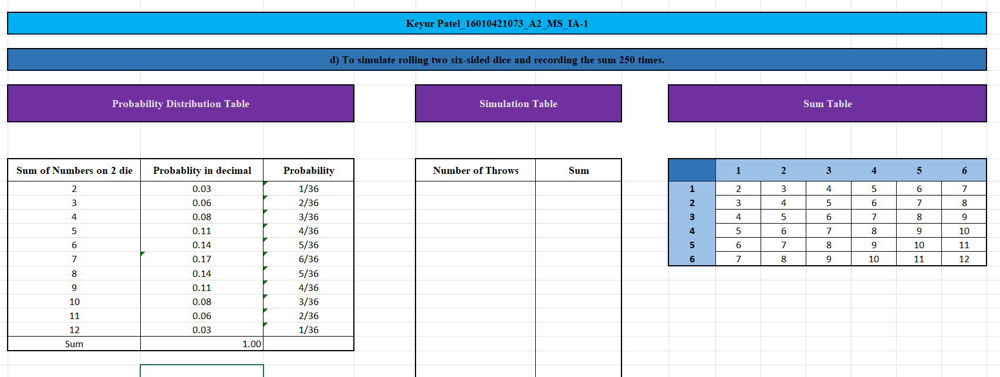 Keyur Patel_16010421073_A2_MS_IA-1
d) To simulate rolling two six-sided dice and recording the sum 250 times.
Probability Distribution Table
Sum of Numbers on 2 die Probablity in decimal Probability
2 0.03 1/36
3 0.06 2/36
4 0.08 3/36
5 0.11 4/36
6 0.14 5/36
7 0.17 6/36
8 0.14 5/36
9 0.11 4/36
10 0.08 3/36
11 0.06 2/36
12 0.03 1/36
Sum 1.00
Simulation Table
Number of Throws Sum
Sum Table
1 2 3 4 5 6
1 2 3 4 5 6 7
2 3 4 5 6 7 8
3 4 5 6 7 8 9
4 5 6 7 8 9 10
5 6 7 8 9 10 11
6 7 8 9 10 11 12